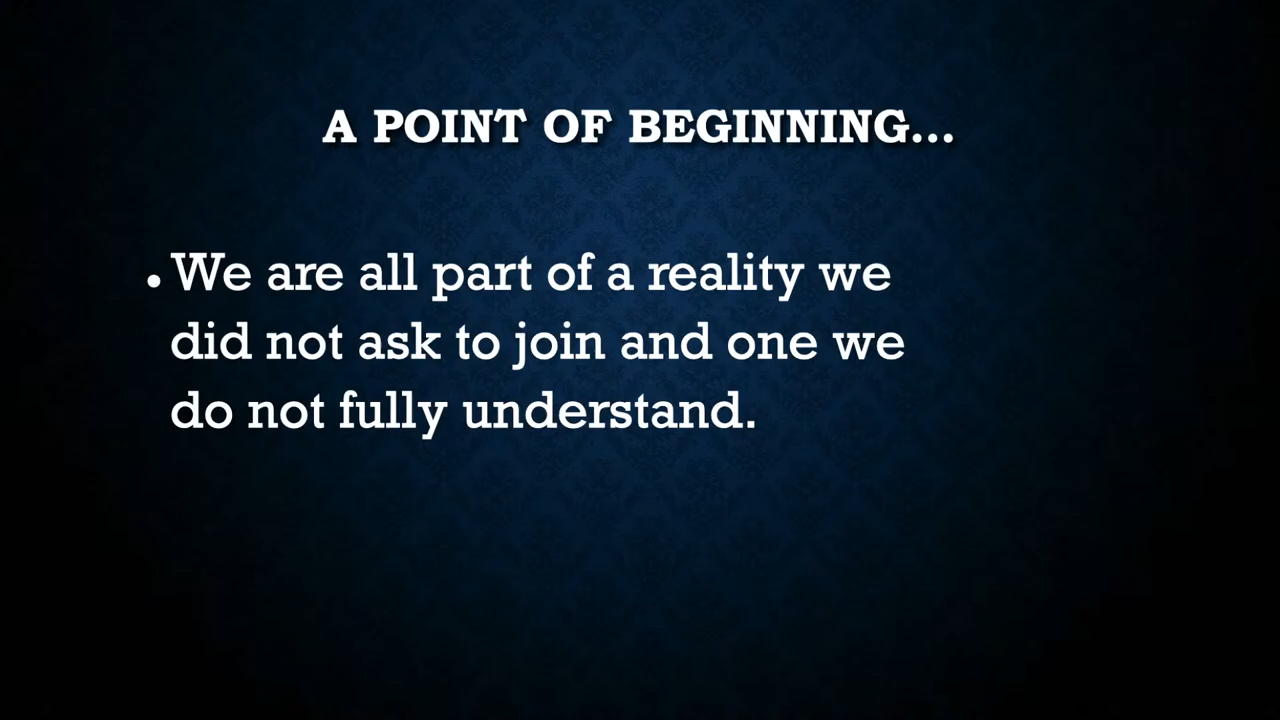 A POINT OF BEGINNING...
• We are all part of a reality we
did not ask to join and one we
do not fully understand.